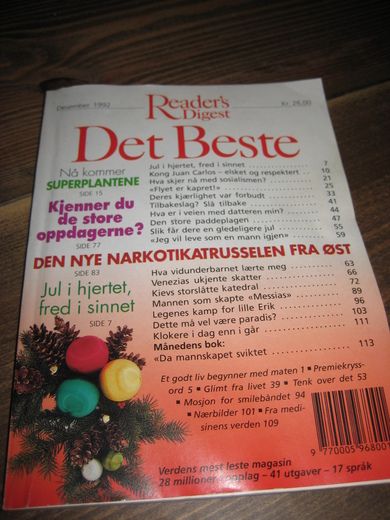 Desember 1992
Reader's Digest
Kr. 26,00
Det Beste
Nå kommer
SUPERPLANTENE
SIDE 15
Kjenner du
de store
oppdagerne?
SIDE 77
Jul i hjertet, fred i sinnet 7
Kong Juan Carlos – elsket og respektert 10
Hva skjer nå med sosialismen? 21
«Flyet er kapret!» 25
Deres kjærlighet var forbudt 33
Tilbakeslag? Slå tilbake 41
Hva er i veien med datteren min? 44
Den store paddeplagen 47
Slik får dere en gledeligere jul 55
«Jeg vil leve som en mann igjen» 59
DEN NYE NARKOTIKATRUSSELEN FRA ØST
SIDE 83
Jul i hjertet,
fred i sinnet
SIDE 7
Hva vidunderbarnet lærte meg 63
Venezias ukjente skatter 66
Kievs storslåtte katedral 72
Mannen som skapte «Messias» 89
Legenes kamp for lille Erik 96
Dette må vel være paradis? 103
Klokere i dag enn i går 111
Månedens bok:
«Da mannskapet sviktet 113
Et godt liv begynner med maten 1 • Premiekryss-
ord 5 • Glimt fra livet 39 • Tenk over det 53
• Mosjon for smilebåndet 94
• Nærbilder 101 • Fra medi-
sinens verden 109
9 770005 96800
Verdens mest leste magasin
28 millioner i opplag – 41 utgaver – 17 språk